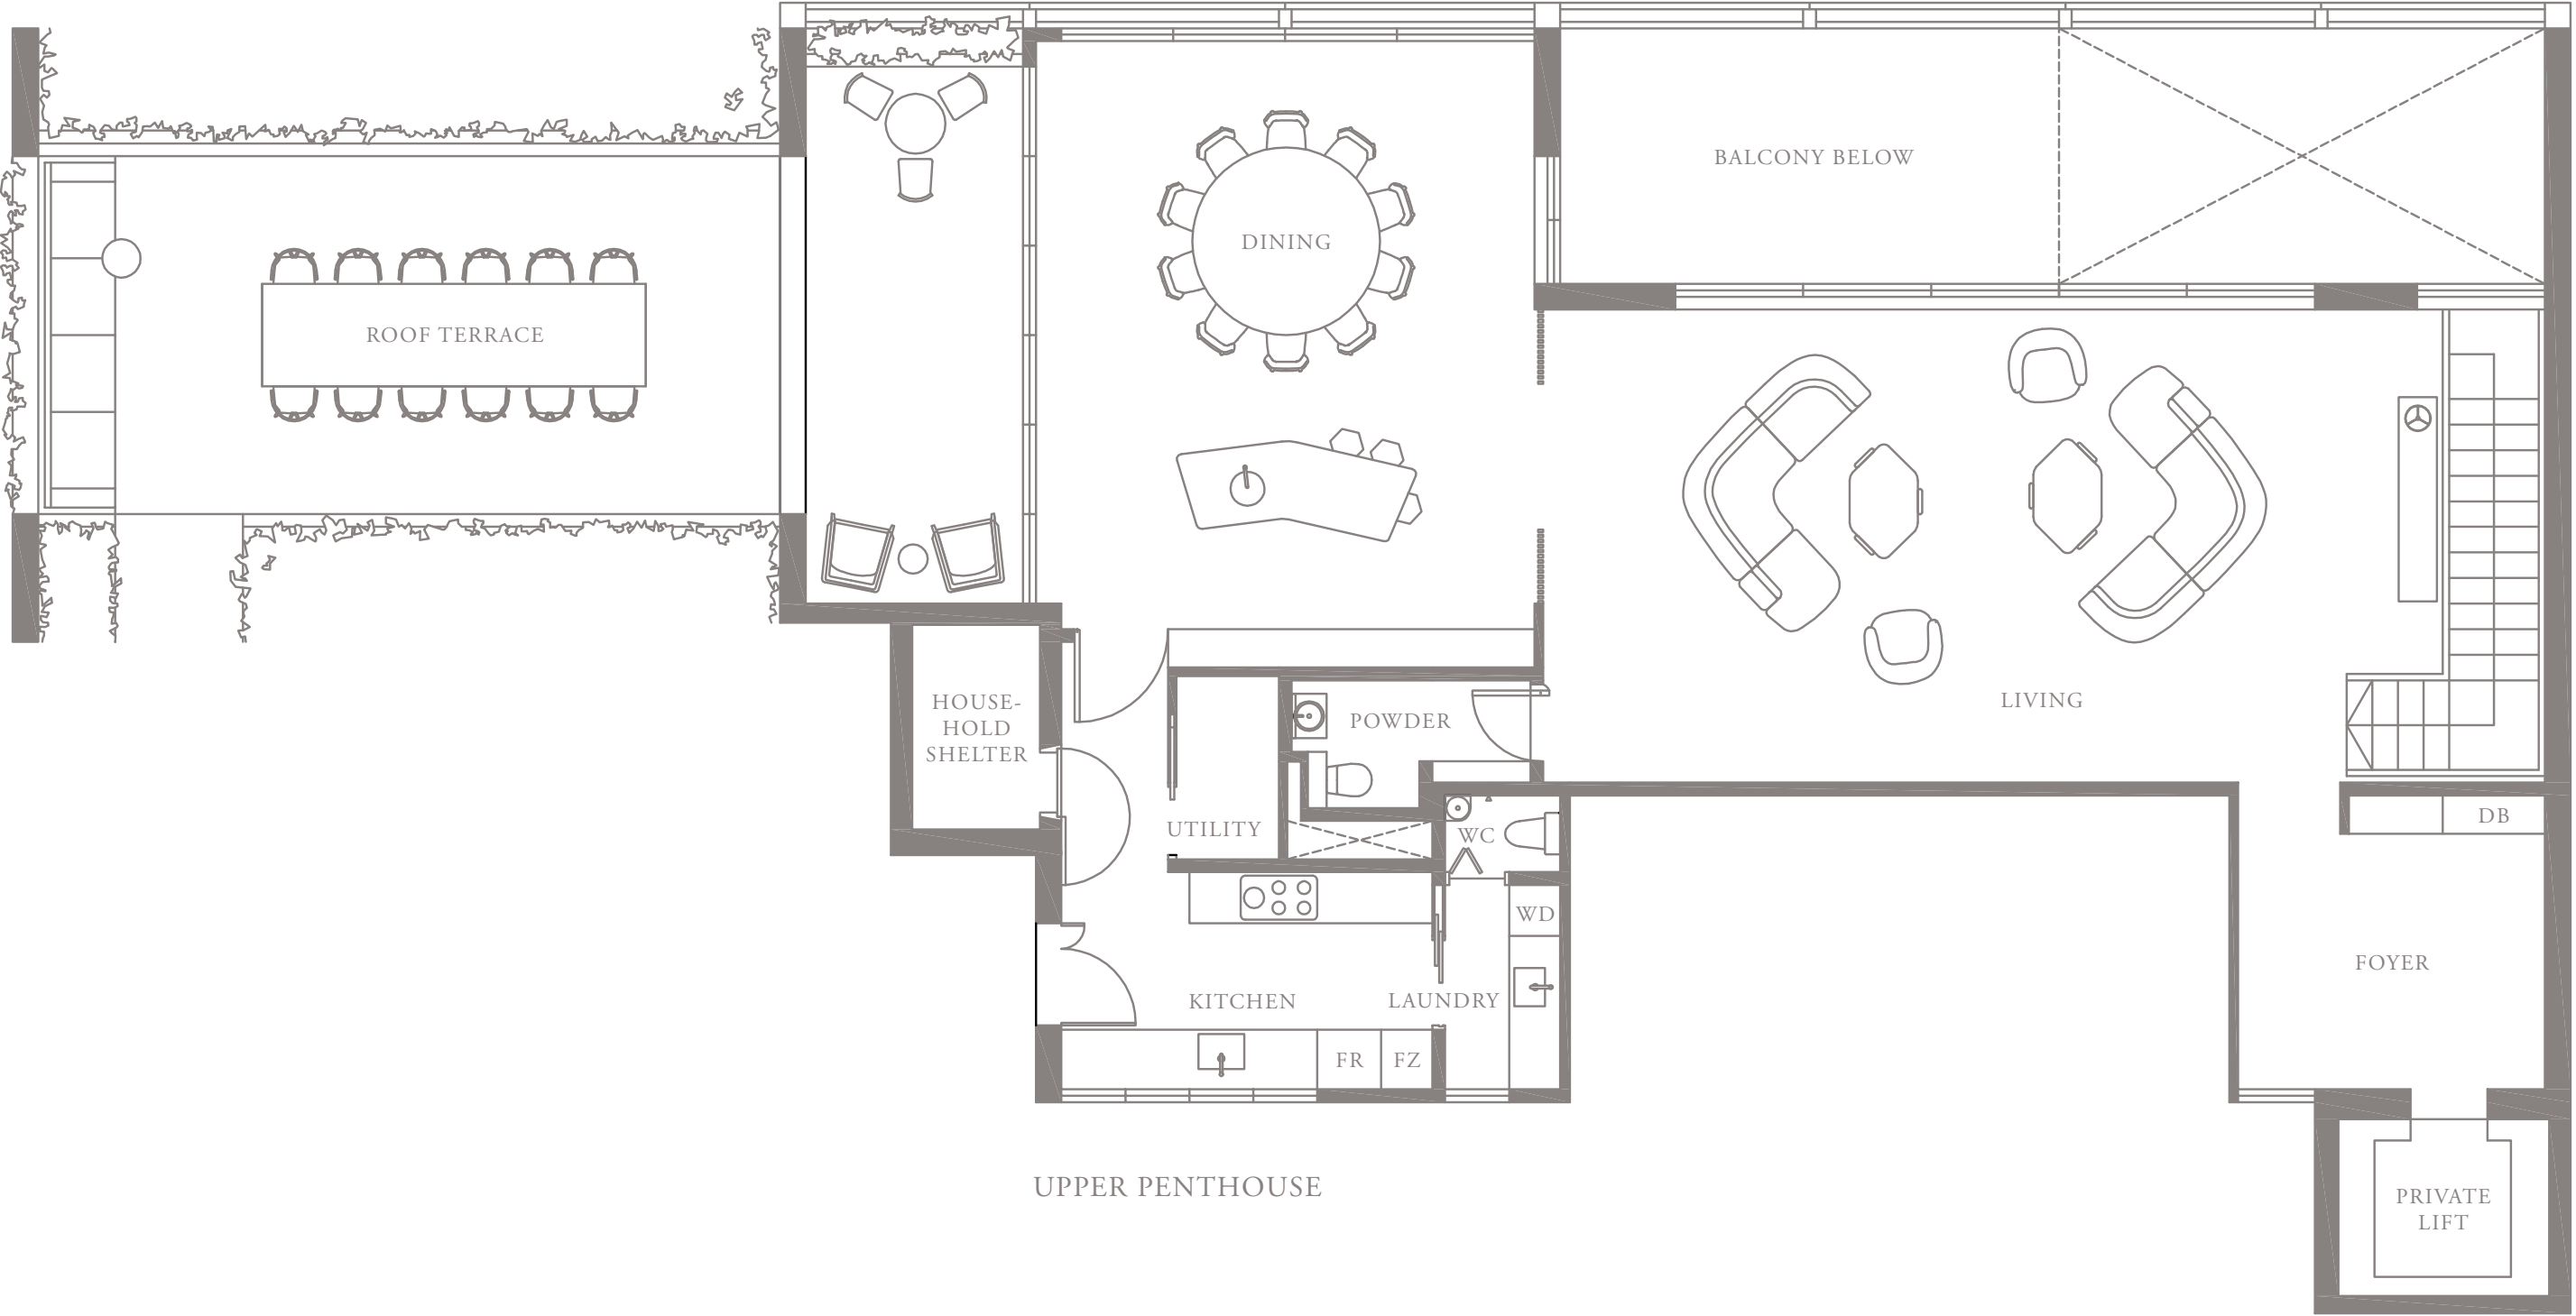 BALCONY BELOW
DINING
ROOF TERRACE
LIVING
HOUSE-
HOLD
SHELTER
POWDER
UTILITY
WC
DB
WD
FOYER
KITCHEN
LAUNDRY
FR
FZ
UPPER PENTHOUSE
PRIVATE
LIFT